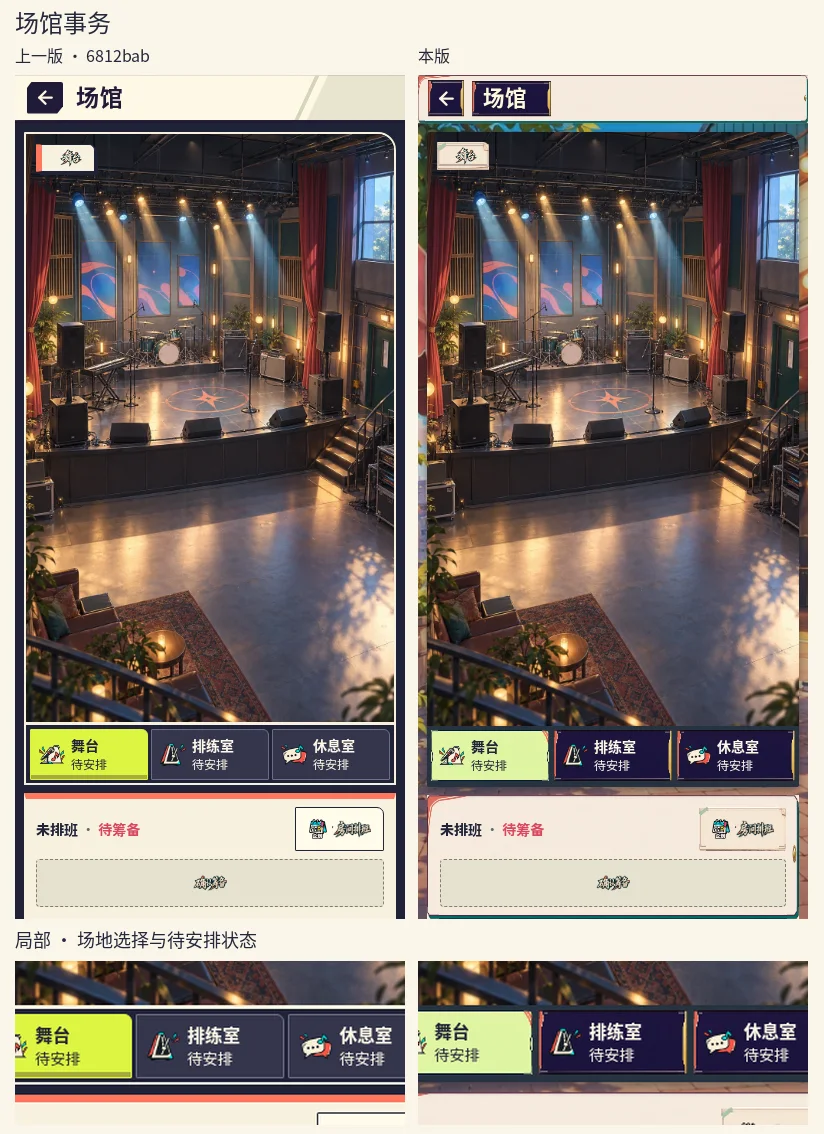 场馆事务
上一版 · 6812bab
本版
场馆
场馆
舞台
舞台
舞台
待安排
排练室
待安排
休息室
待安排
舞台
待安排
排练室
待安排
休息室
待安排
未排班 · 待筹备
未排班 · 待筹备
局部 · 场地选择与待安排状态
舞台
待安排
排练室
待安排
休息室
待安排
舞台
待安排
排练室
待安排
休息室
待安排